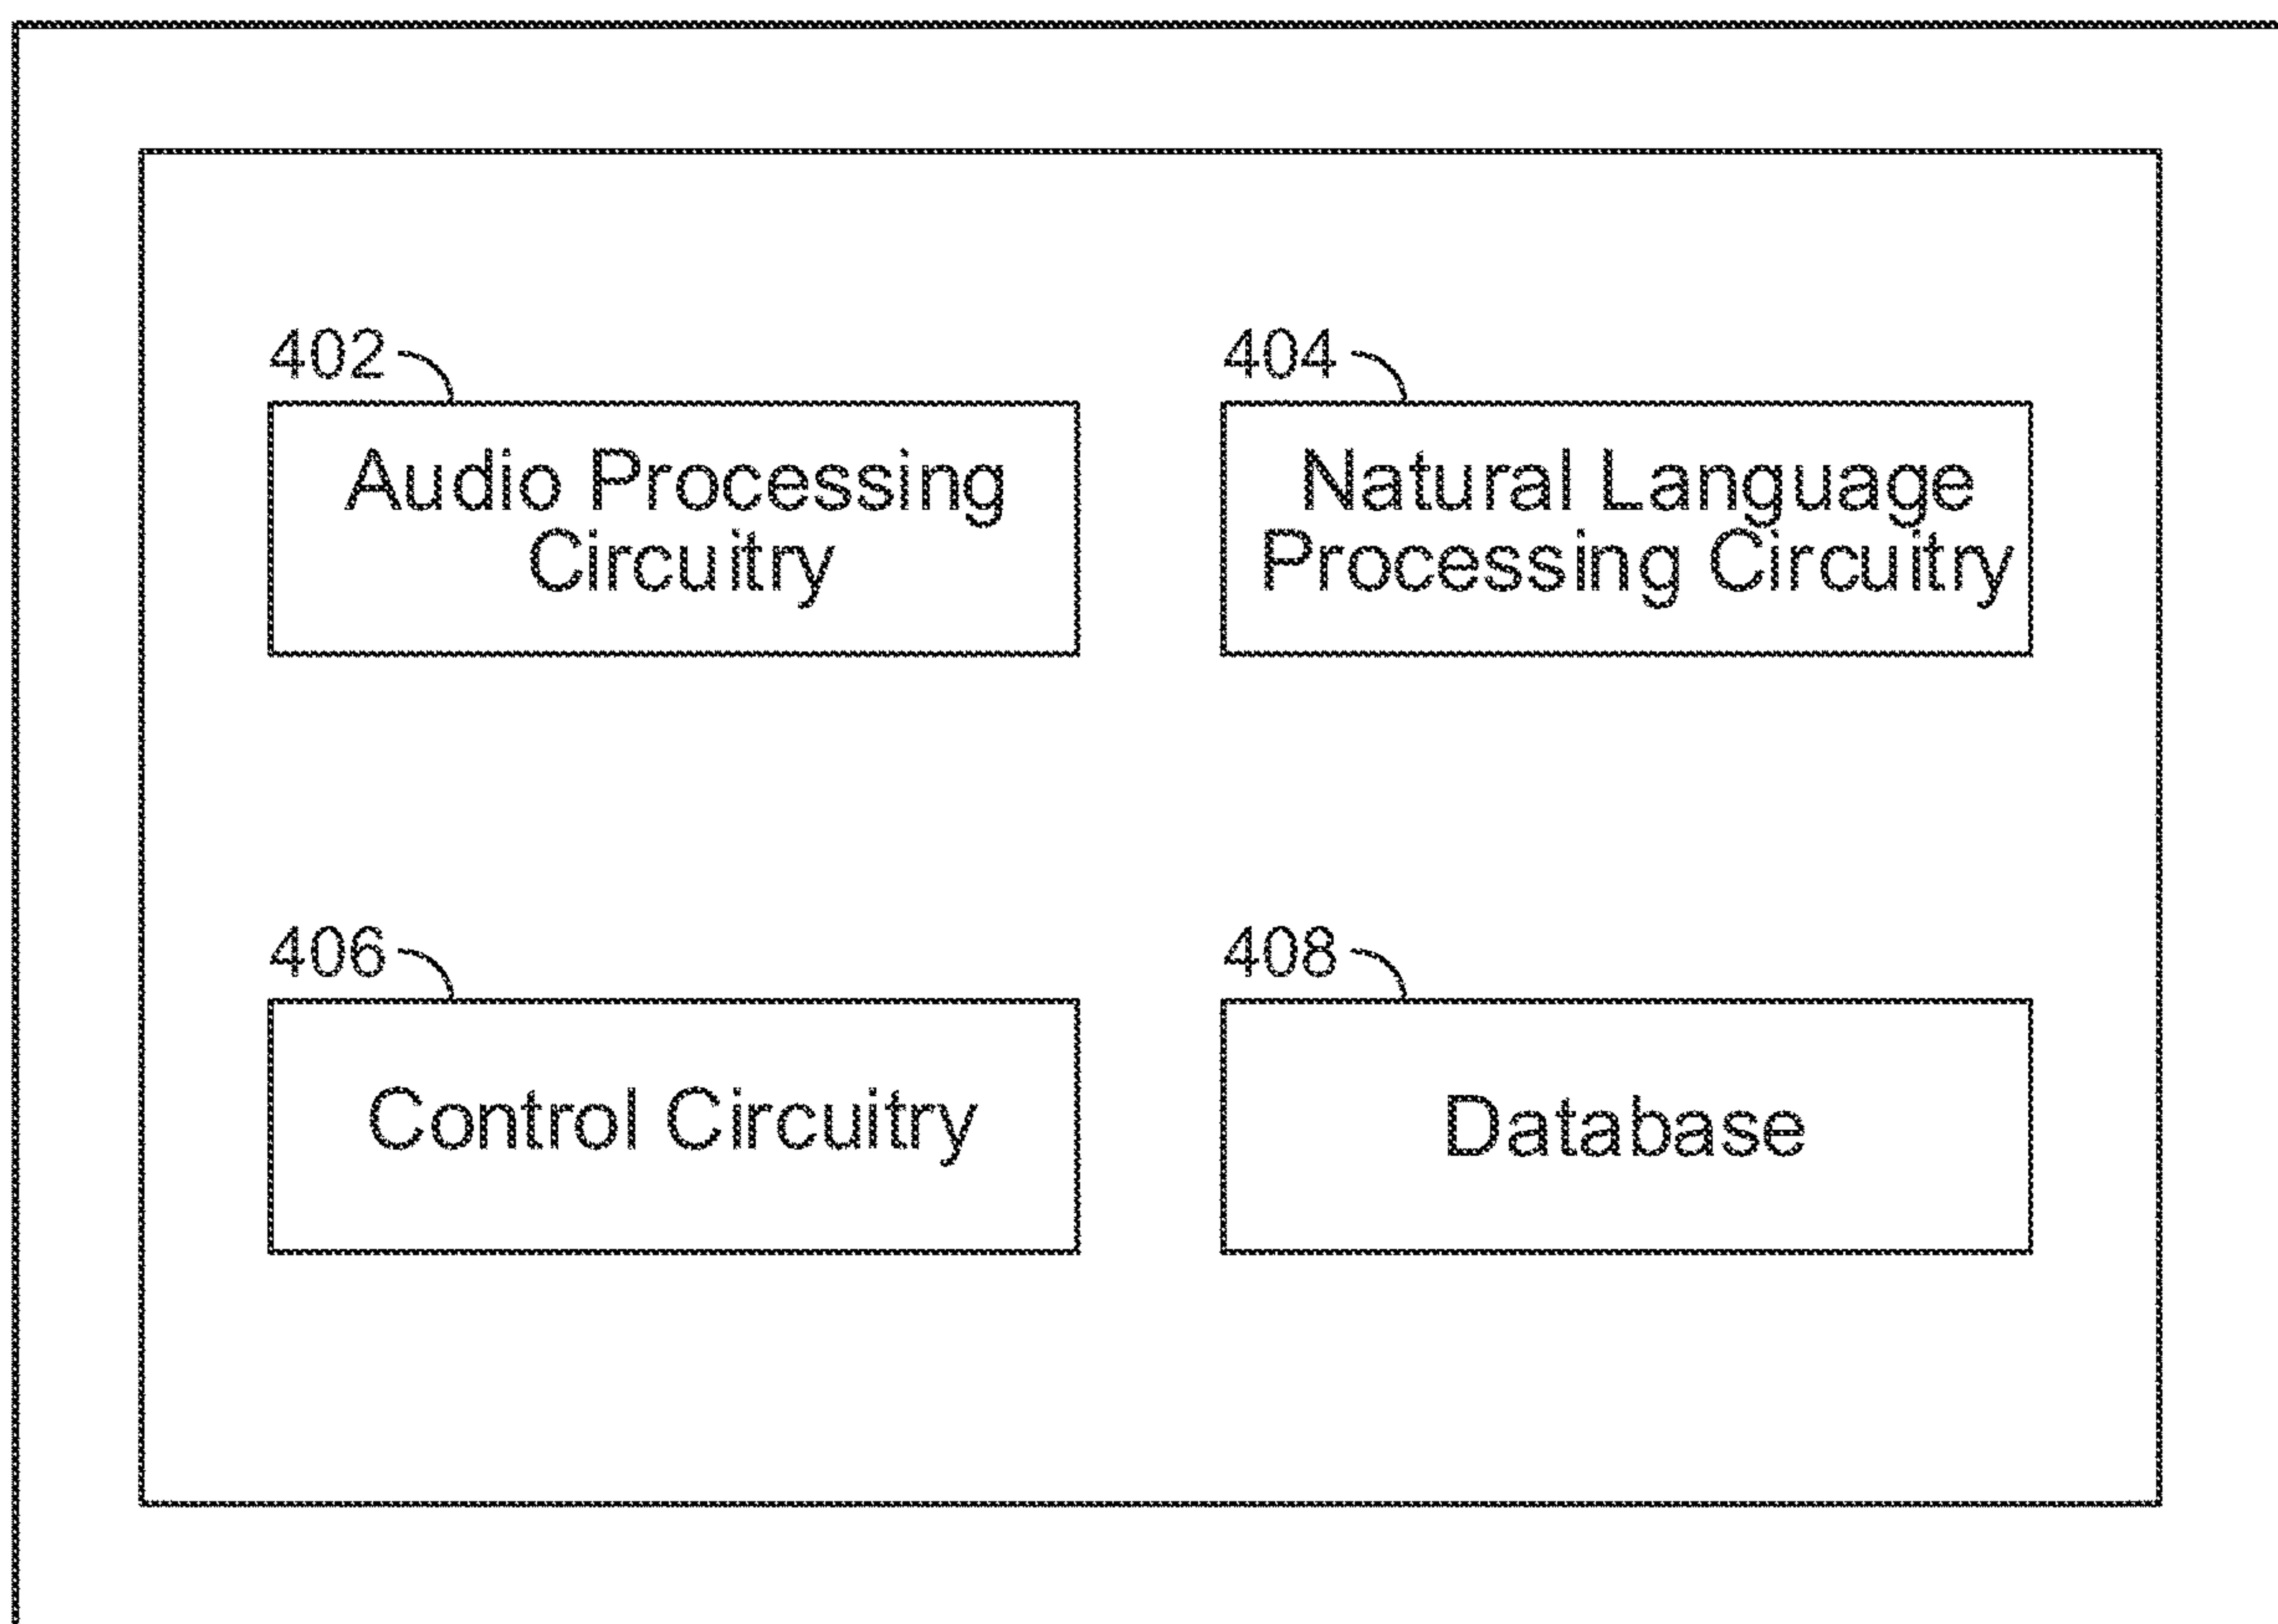 402
Audio Processing
Circuitry
404
Natural Language
Processing Circuitry
406
Control Circuitry
408
Database